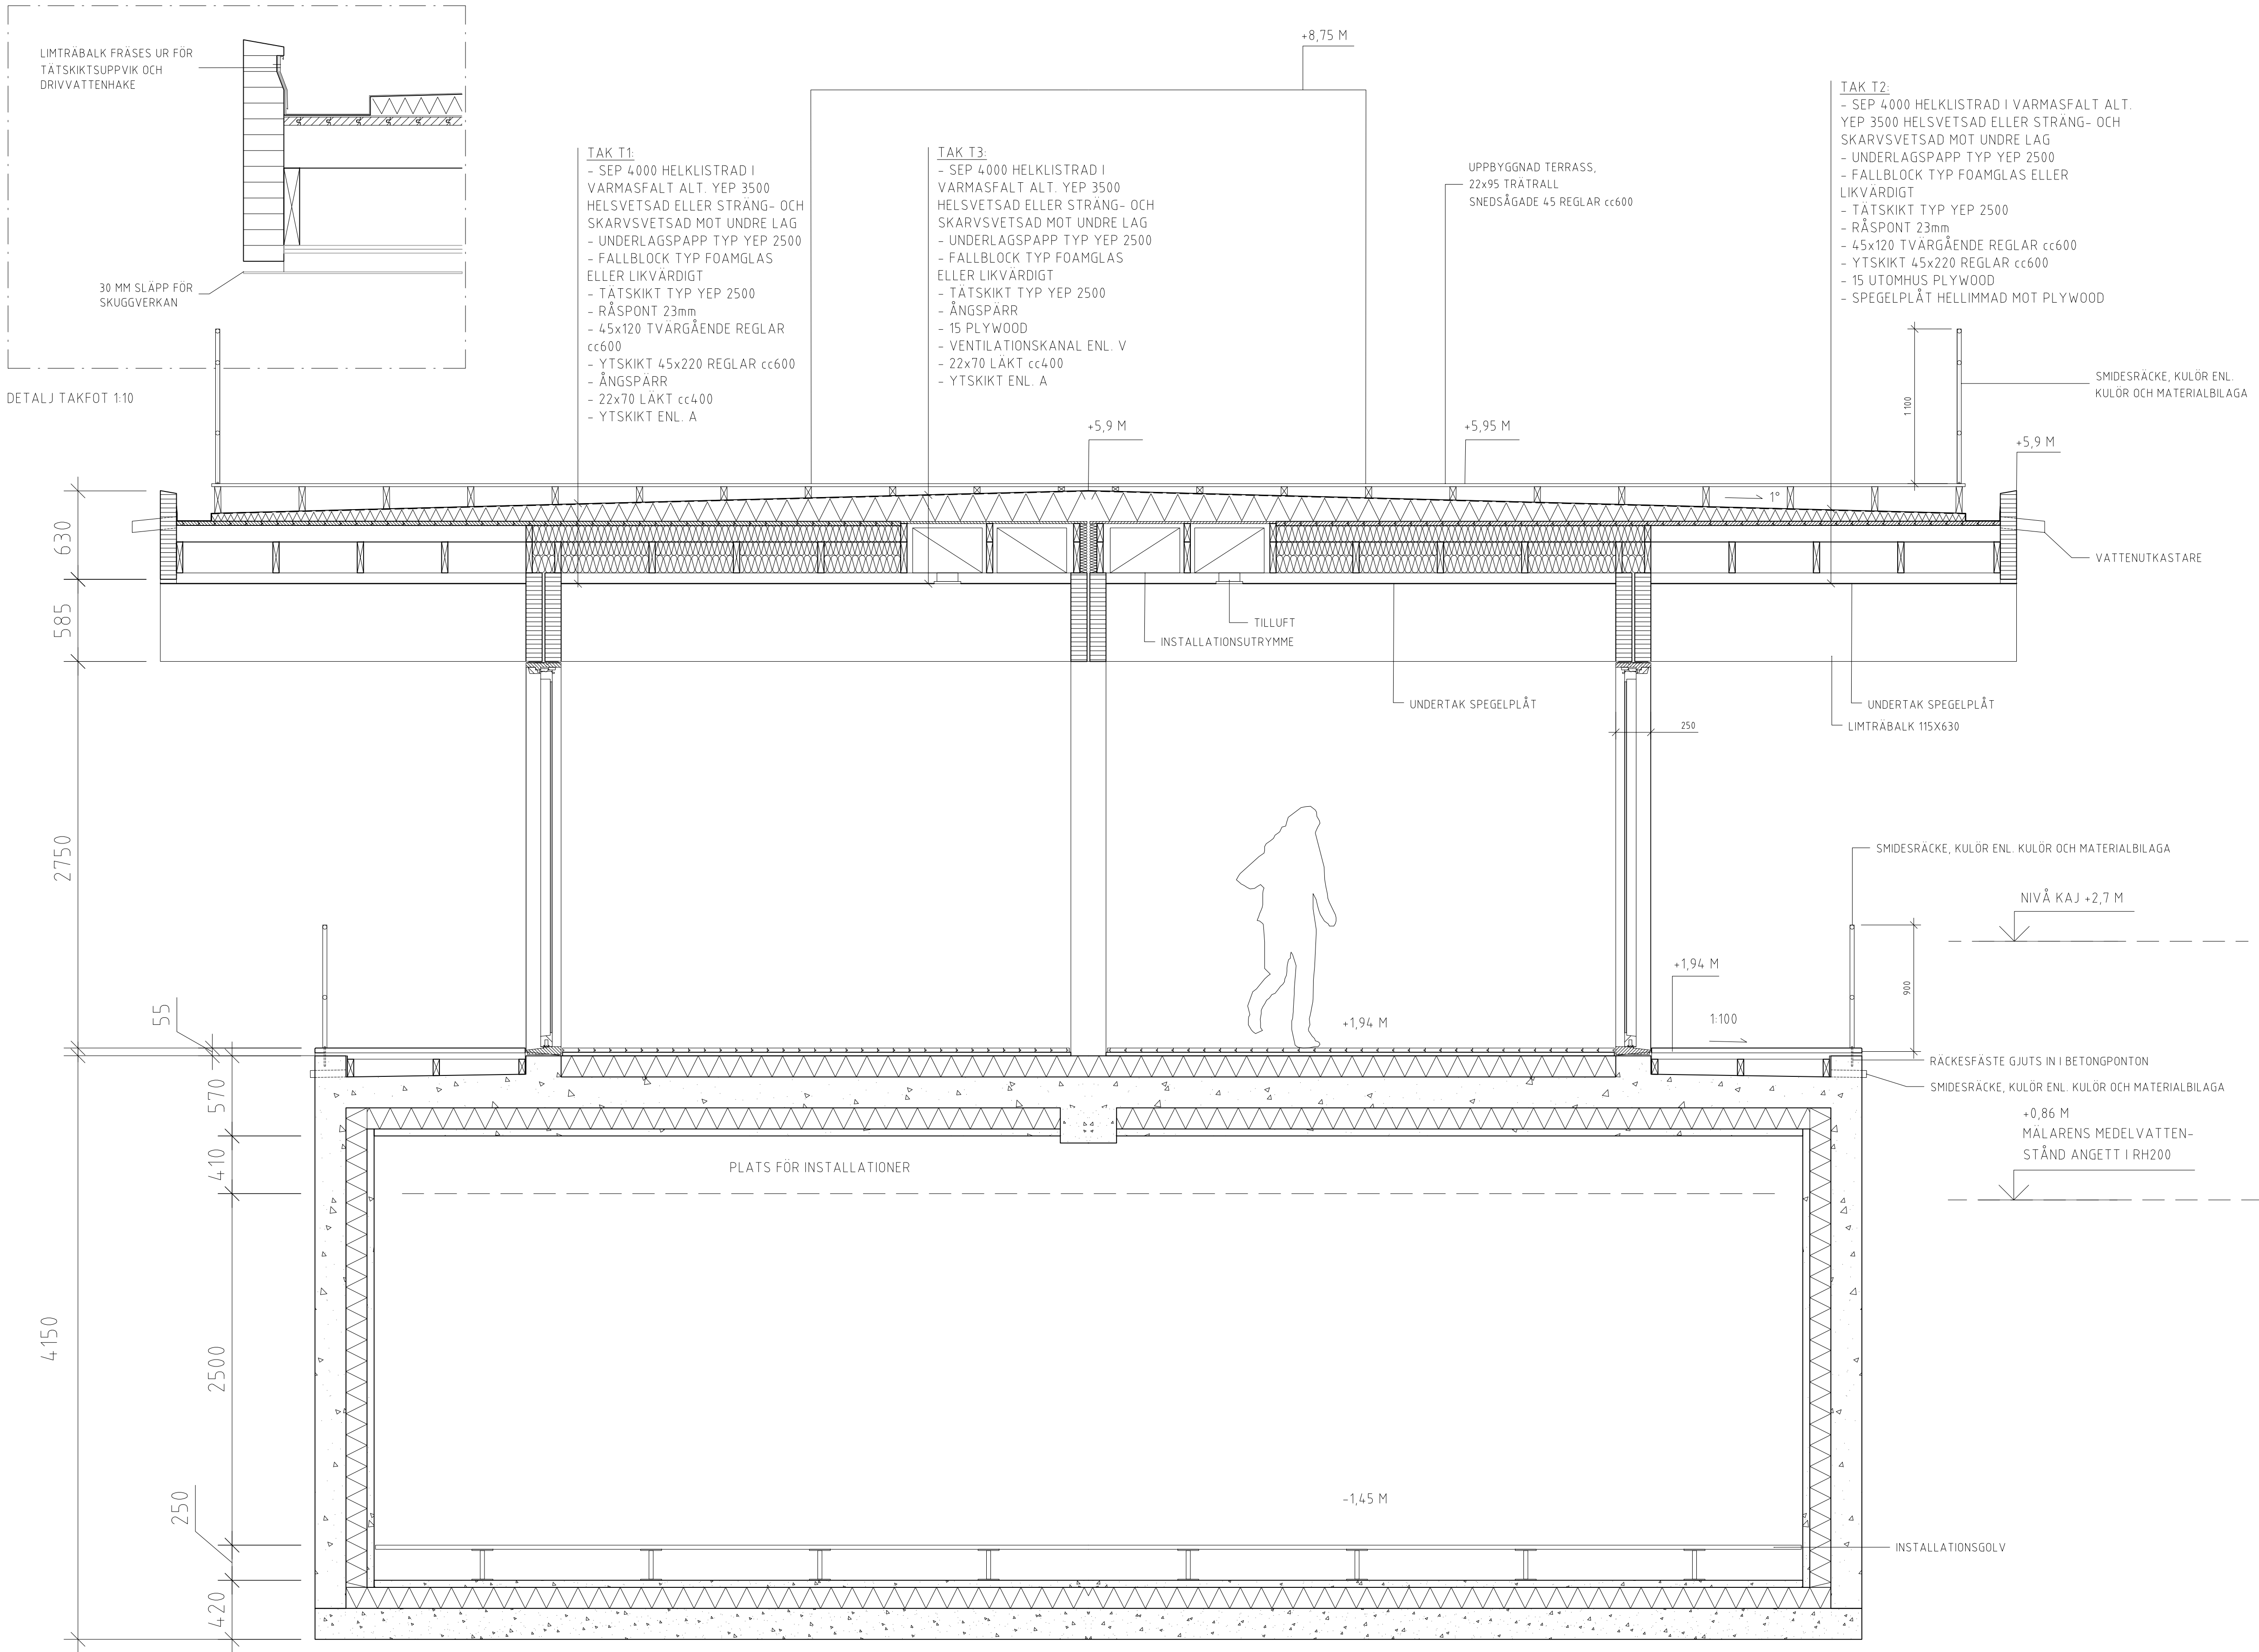 LIMTRÄBALK FRÄSES UR FÖR
TÄTSKIKTSUPPVIK OCH
DRIVVATTENHAKE
30 MM SLÄPP FÖR
SKUGGVERKAN
DETALJ TAKFOT 1:10
+8,75 M
TAK T1:
- SEP 4000 HELKLISTRAD I
VARMASFALT ALT. YEP 3500
HELSVETSAD ELLER STRÄNG- OCH
SKARVSVETSAD MOT UNDRE LAG
- UNDERLAGSPAPP TYP YEP 2500
- FALLBLOCK TYP FOAMGLAS
ELLER LIKVÄRDIGT
- TÄTSKIKT TYP YEP 2500
- RÅSPONT 23mm
- 45x120 TVÄRGÅENDE REGLAR
cc600
- YTSKIKT 45x220 REGLAR cc600
- ÅNGSPÄRR
- 22x70 LÄKT cc400
- YTSKIKT ENL. A
TAK T3:
- SEP 4000 HELKLISTRAD I
VARMASFALT ALT. YEP 3500
HELSVETSAD ELLER STRÄNG- OCH
SKARVSVETSAD MOT UNDRE LAG
- UNDERLAGSPAPP TYP YEP 2500
- FALLBLOCK TYP FOAMGLAS
ELLER LIKVÄRDIGT
- TÄTSKIKT TYP YEP 2500
- ÅNGSPÄRR
- 15 PLYWOOD
- VENTILATIONSKANAL ENL. V
- 22x70 LÄKT cc400
- YTSKIKT ENL. A
UPPBYGGNAD TERRASS,
22x95 TRÄTRALL
SNEDSÅGADE 45 REGLAR cc600
TAK T2:
- SEP 4000 HELKLISTRAD I VARMASFALT ALT.
YEP 3500 HELSVETSAD ELLER STRÄNG- OCH
SKARVSVETSAD MOT UNDRE LAG
- UNDERLAGSPAPP TYP YEP 2500
- FALLBLOCK TYP FOAMGLAS ELLER
LIKVÄRDIGT
- TÄTSKIKT TYP YEP 2500
- RÅSPONT 23mm
- 45x120 TVÄRGÅENDE REGLAR cc600
- YTSKIKT 45x220 REGLAR cc600
- 15 UTOMHUS PLYWOOD
- SPEGELPLÅT HELLIMMAD MOT PLYWOOD
1 100
SMIDESRÄCKE, KULÖR ENL.
KULÖR OCH MATERIALBILAGA
+5,9 M
+5,95 M
+5,9 M
1°
630
585
VATTENUTKASTARE
TILLUFT
INSTALLATIONSUTRYMME
UNDERTAK SPEGELPLÅT
UNDERTAK SPEGELPLÅT
LIMTRÄBALK 115X630
250
2750
SMIDESRÄCKE, KULÖR ENL. KULÖR OCH MATERIALBILAGA
NIVÅ KAJ +2,7 M
900
+1,94 M
+1,94 M
1:100
55
RÄCKESFÄSTE GJUTS IN I BETONGPONTON
SMIDESRÄCKE, KULÖR ENL. KULÖR OCH MATERIALBILAGA
570
+0,86 M
MÄLARENS MEDELVATTEN-
STÅND ANGETT I RH200
410
PLATS FÖR INSTALLATIONER
4150
2500
-1,45 M
250
INSTALLATIONSGOLV
420